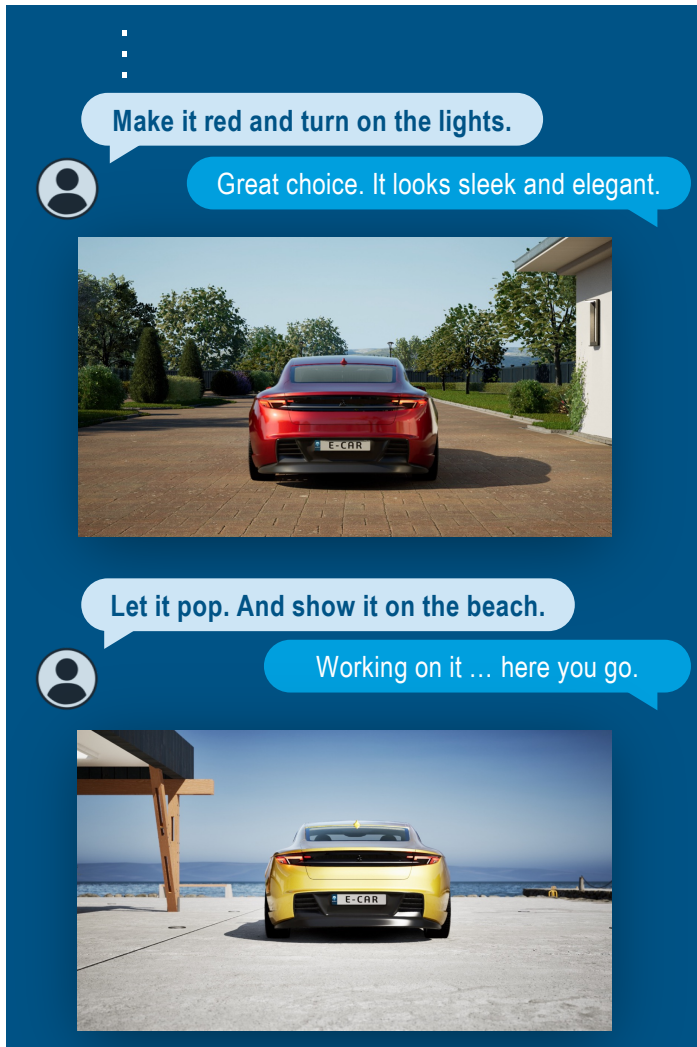 Make it red and turn on the lights.
Great choice. It looks sleek and elegant.
E-CAR
Let it pop. And show it on the beach.
Working on it … here you go.
E-CAR